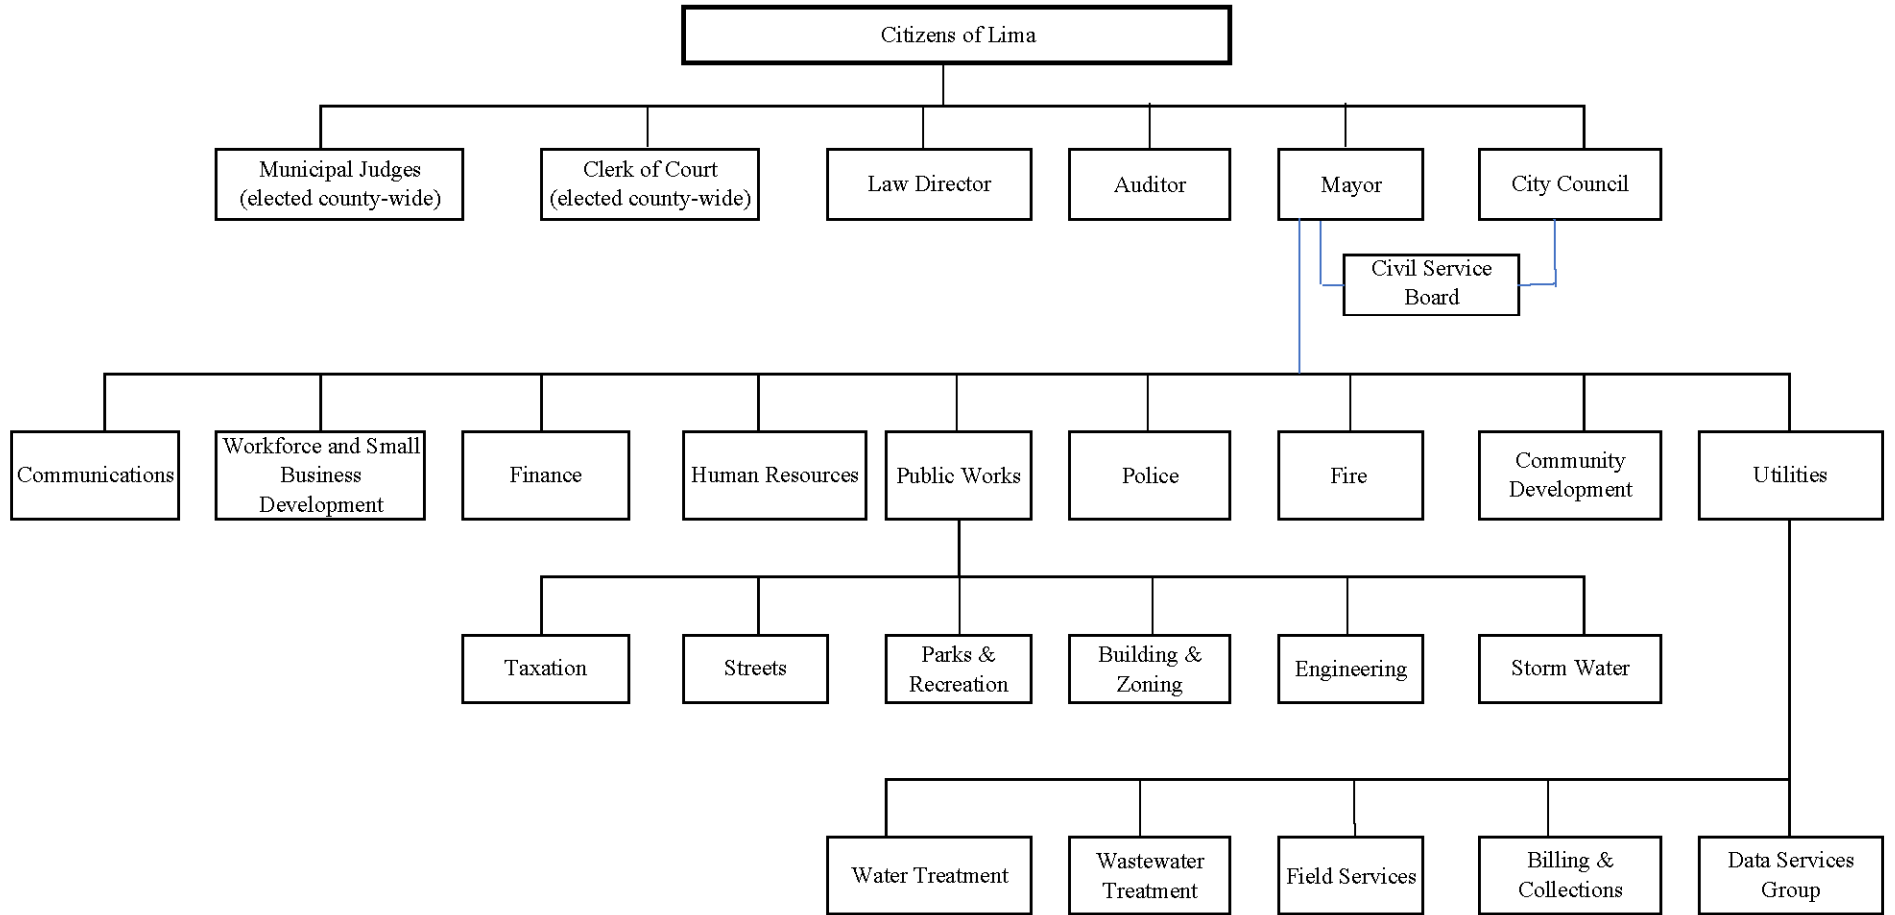 Citizens of Lima
Municipal Judges
(elected county-wide)
Clerk of Court
(elected county-wide)
Law Director
Auditor
Mayor
City Council
Civil Service
Board
Communications
Workforce and Small
Business
Development
Finance
Human Resources
Public Works
Police
Fire
Community
Development
Utilities
Taxation
Streets
Parks &
Recreation
Building &
Zoning
Engineering
Storm Water
Water Treatment
Wastewater
Treatment
Field Services
Billing &
Collections
Data Services
Group